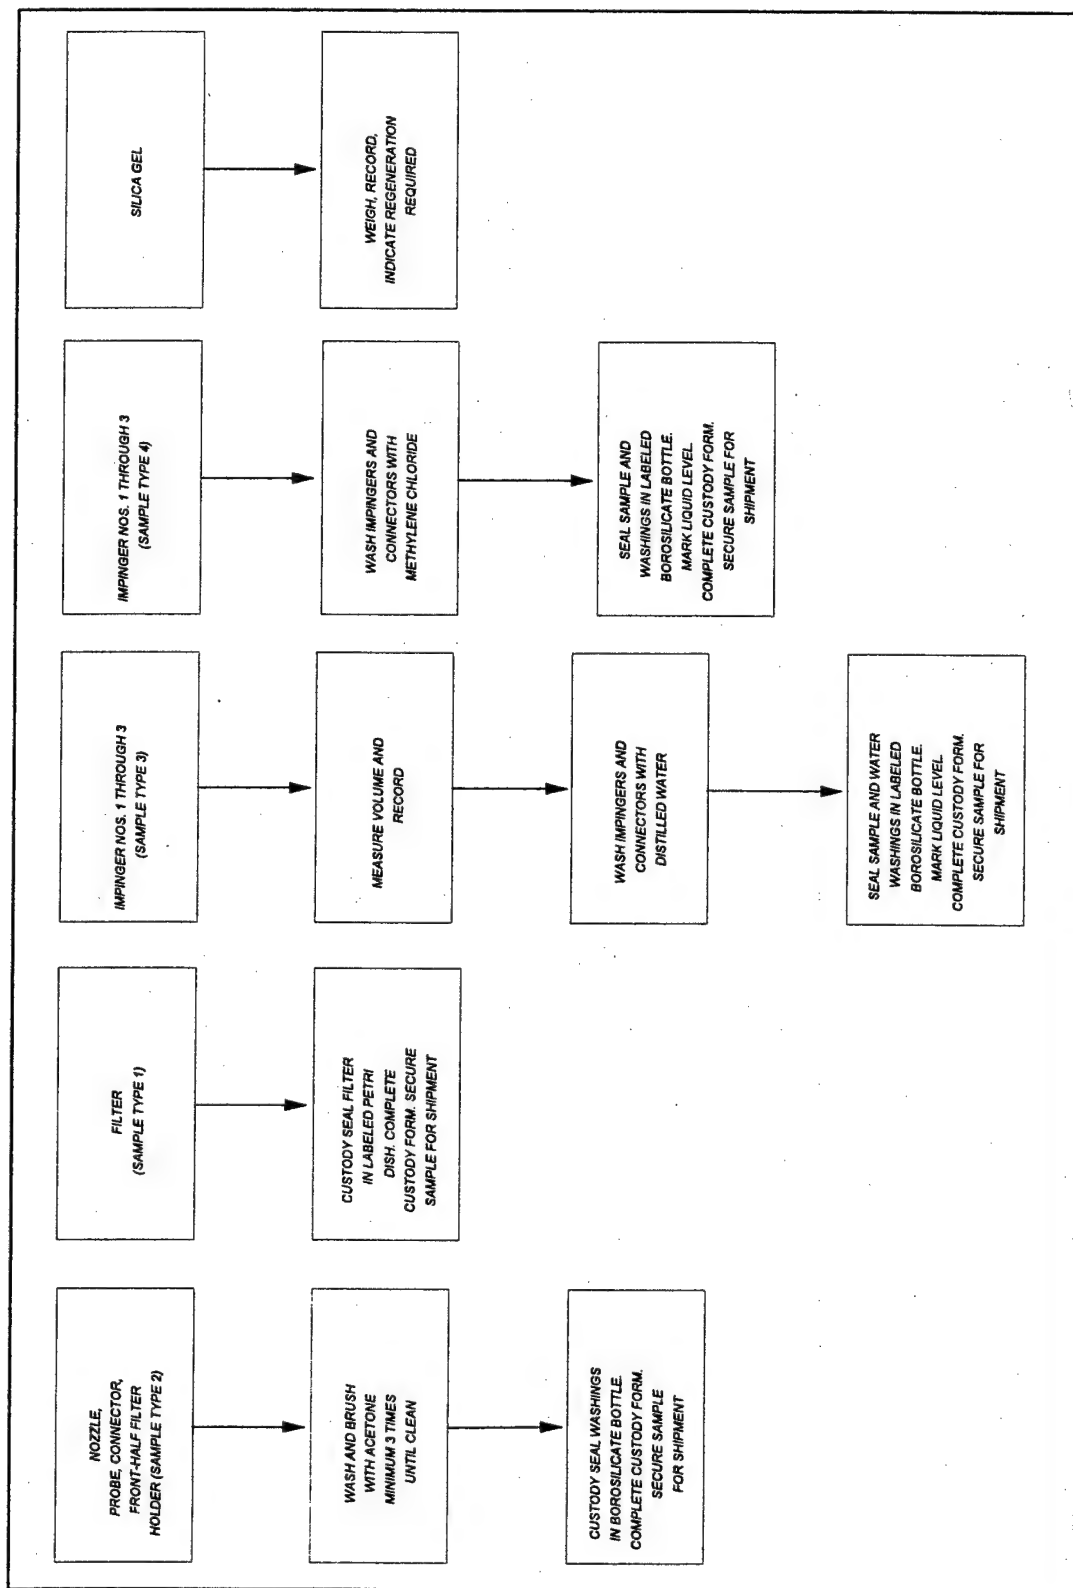 NOZZLE,
PROBE, CONNECTOR,
FRONT-HALF FILTER
HOLDER (SAMPLE TYPE 2)
WASH AND BRUSH
WITH ACETONE
MINIMUM 3 TIMES
UNTIL CLEAN
CUSTODY SEAL WASHINGS
IN BOROSILICATE BOTTLE.
COMPLETE CUSTODY FORM.
SECURE SAMPLE
FOR SHIPMENT
FILTER
(SAMPLE TYPE 1)
CUSTODY SEAL FILTER
IN LABELED PETRI
DISH. COMPLETE
CUSTODY FORM. SECURE
SAMPLE FOR SHIPMENT
IMPINGER NOS. 1 THROUGH 3
(SAMPLE TYPE 3)
MEASURE VOLUME AND
RECORD
WASH IMPINGERS AND
CONNECTORS WITH
DISTILLED WATER
SEAL SAMPLE AND WATER
WASHINGS IN LABELED
BOROSILICATE BOTTLE.
MARK LIQUID LEVEL.
COMPLETE CUSTODY FORM.
SECURE SAMPLE FOR
SHIPMENT
IMPINGER NOS. 1 THROUGH 3
(SAMPLE TYPE 4)
WASH IMPINGERS AND
CONNECTORS WITH
METHYLENE CHLORIDE
SEAL SAMPLE AND
WASHINGS IN LABELED
BOROSILICATE BOTTLE.
MARK LIQUID LEVEL.
COMPLETE CUSTODY FORM.
SECURE SAMPLE FOR
SHIPMENT
SILICA GEL
WEIGH, RECORD,
INDICATE REGENERATION
REQUIRED